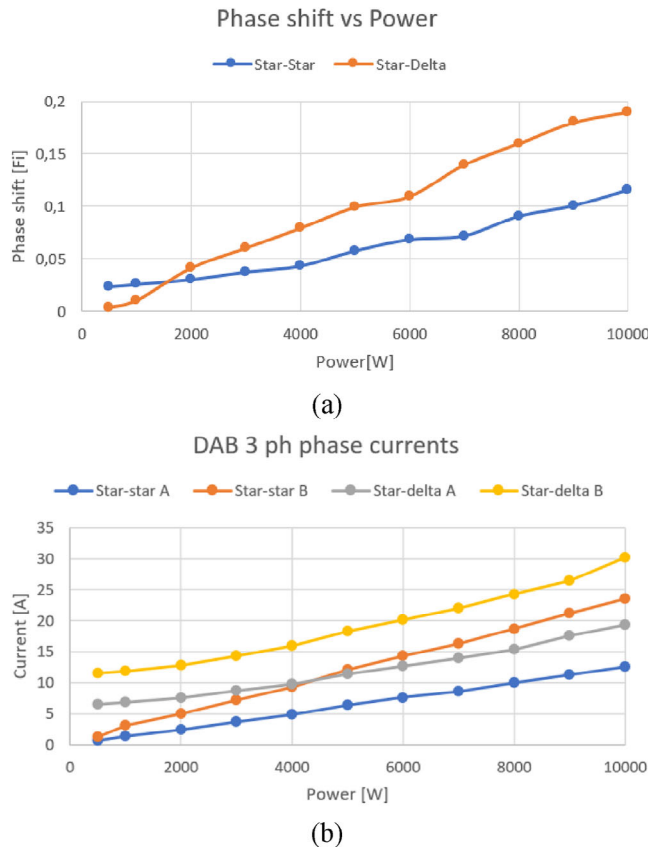 Phase shift vs Power
Star-Star Star-Delta
0,2
0,15
0,1
0,05
0
Phase shift [Fi]
0 2000 4000 6000 8000 10000
Power[W]
(a)
DAB 3 ph phase currents
Star-star A Star-star B Star-delta A Star-delta B
35
30
25
20
15
10
5
0
Current [A]
0 2000 4000 6000 8000 10000
Power [W]
(b)